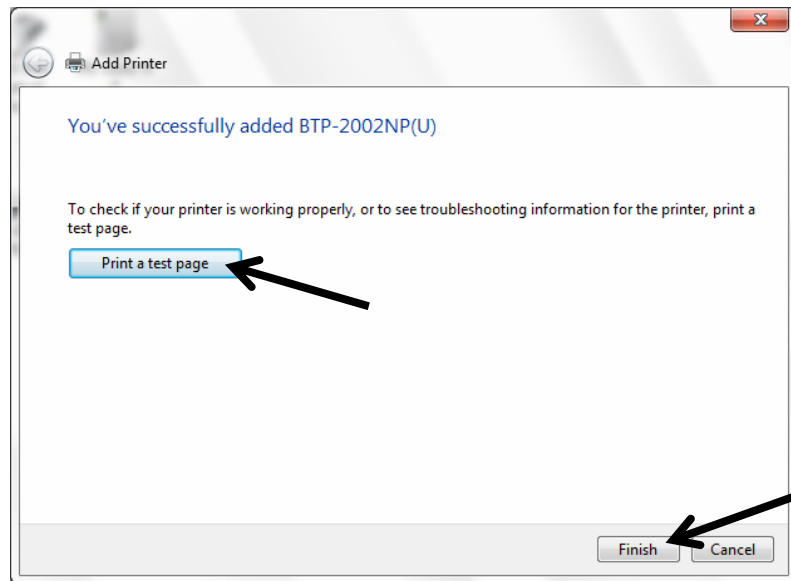 Add Printer
You've successfully added BTP-2002NP(U)
To check if your printer is working properly, or to see troubleshooting information for the printer, print a
test page.
Print a test page
Finish Cancel